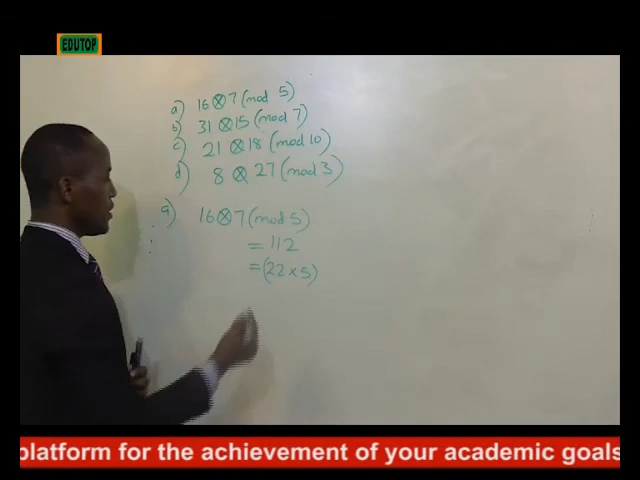 EDUTOP
a) 16 ⊗ 7 (mod 5)
b) 31 ⊗ 15 (mod 7)
c) 21 ⊗ 18 (mod 10)
d) 8 ⊗ 27 (mod 3)
a) 16 ⊗ 7 (mod 5)
= 112
= (22 × 5)
platform for the achievement of your academic goals